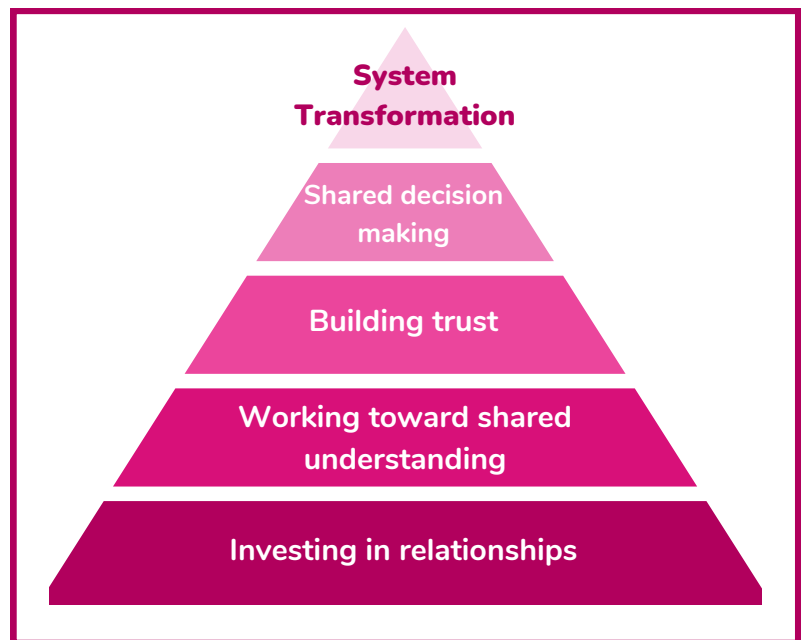 System
Transformation
Shared decision
making
Building trust
Working toward shared
understanding
Investing in relationships